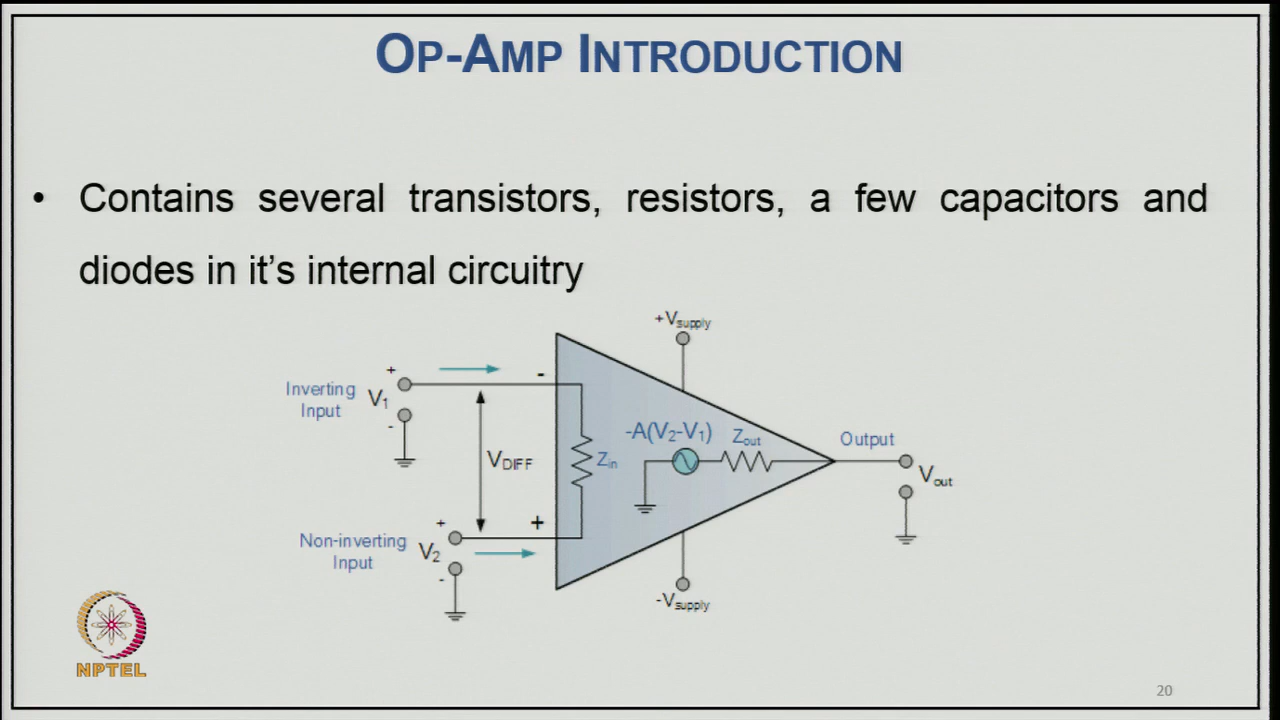 OP-AMP INTRODUCTION
• Contains several transistors, resistors, a few capacitors and
diodes in it's internal circuitry
+Vsupply
+
-
Inverting
Input
V1
-
VDIFF
Zin
-A(V2-V1)
Zout
Output
Vout
+
+
Non-inverting
Input
V2
-
-Vsupply
NPTEL
20